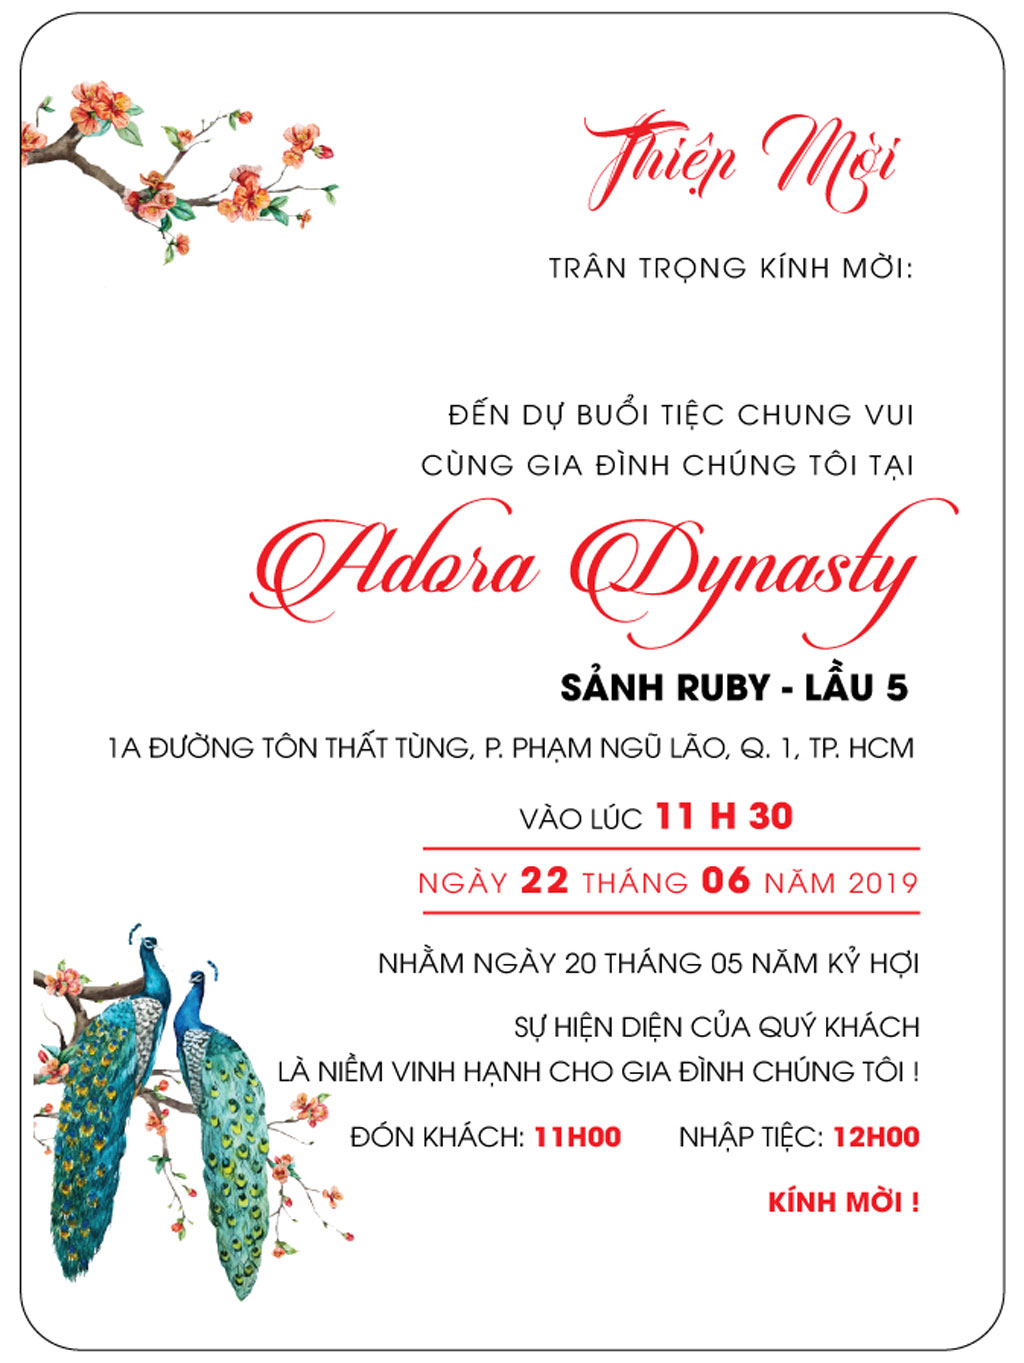 Thiệp Mời
TRÂN TRỌNG KÍNH MỜI:
ĐẾN DỰ BUỔI TIỆC CHUNG VUI
CÙNG GIA ĐÌNH CHÚNG TÔI TẠI
Adora Dynasty
SẢNH RUBY - LẦU 5
1A ĐƯỜNG TÔN THẤT TÙNG, P. PHẠM NGŨ LÃO, Q. 1, TP. HCM
VÀO LÚC 11 H 30
NGÀY 22 THÁNG 06 NĂM 2019
NHẰM NGÀY 20 THÁNG 05 NĂM KỶ HỢI
SỰ HIỆN DIỆN CỦA QUÝ KHÁCH
LÀ NIỀM VINH HẠNH CHO GIA ĐÌNH CHÚNG TÔI !
ĐÓN KHÁCH: 11H00 NHẬP TIỆC: 12H00
KÍNH MỜI !